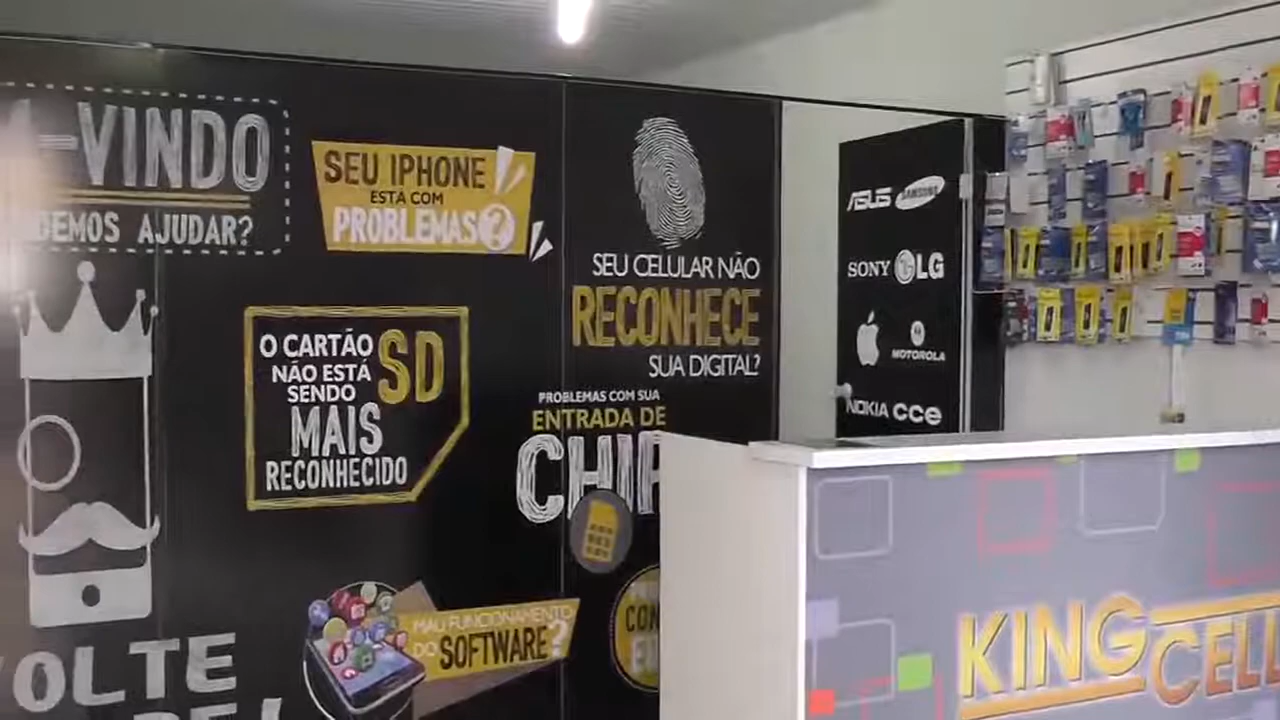 -VINDO
DEMOS AJUDAR?
SEU IPHONE
ESTÁ COM
PROBLEMAS?
SEU CELULAR NÃO
RECONHECE
SUA DIGITAL?
ASUS SAMSUNG
SONY LG
MOTOROLA
NOKIA cce
O CARTÃO SD
NÃO ESTÁ
SENDO
MAIS
RECONHECIDO
PROBLEMAS COM SUA
ENTRADA DE
CHIP
MAU FUNCIONAMENTO
DO SOFTWARE?
CON
VOLTE
KING
CELL